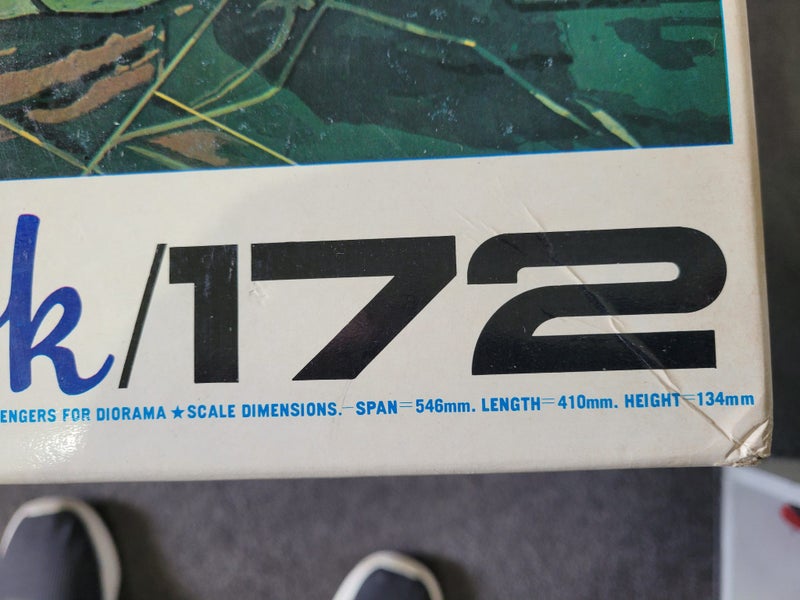 k/172
ENGERS FOR DIORAMA ★ SCALE DIMENSIONS.—SPAN=546mm. LENGTH=410mm. HEIGHT=134mm